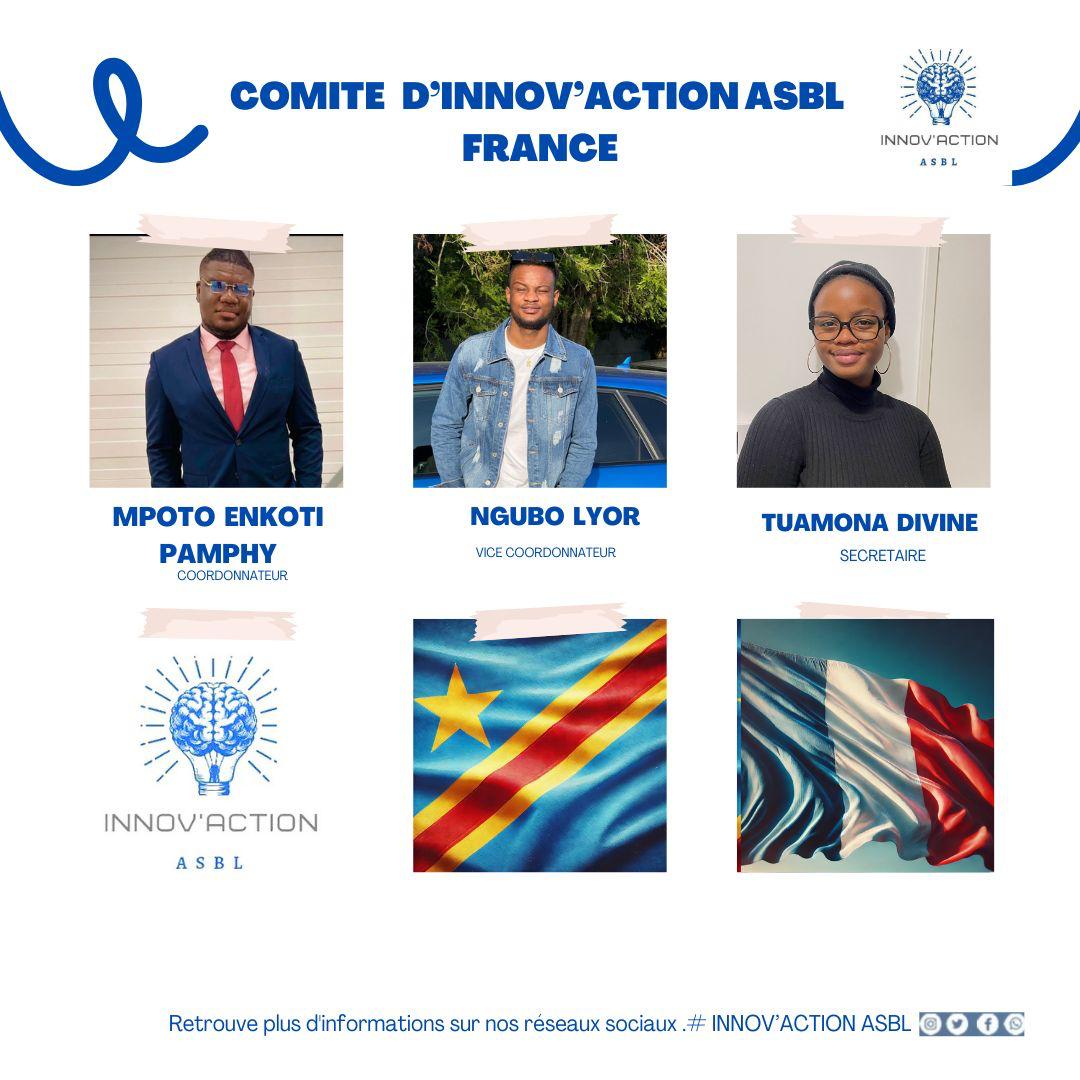 COMITE D’INNOV’ACTION ASBL
FRANCE
INNOV'ACTION
ASBL
MPOTO ENKOTI
PAMPHY
COORDONNATEUR
NGUBO LYOR
VICE COORDONNATEUR
TUAMONA DIVINE
SECRETAIRE
INNOV'ACTION
ASBL
Retrouve plus d'informations sur nos réseaux sociaux .# INNOV’ACTION ASBL